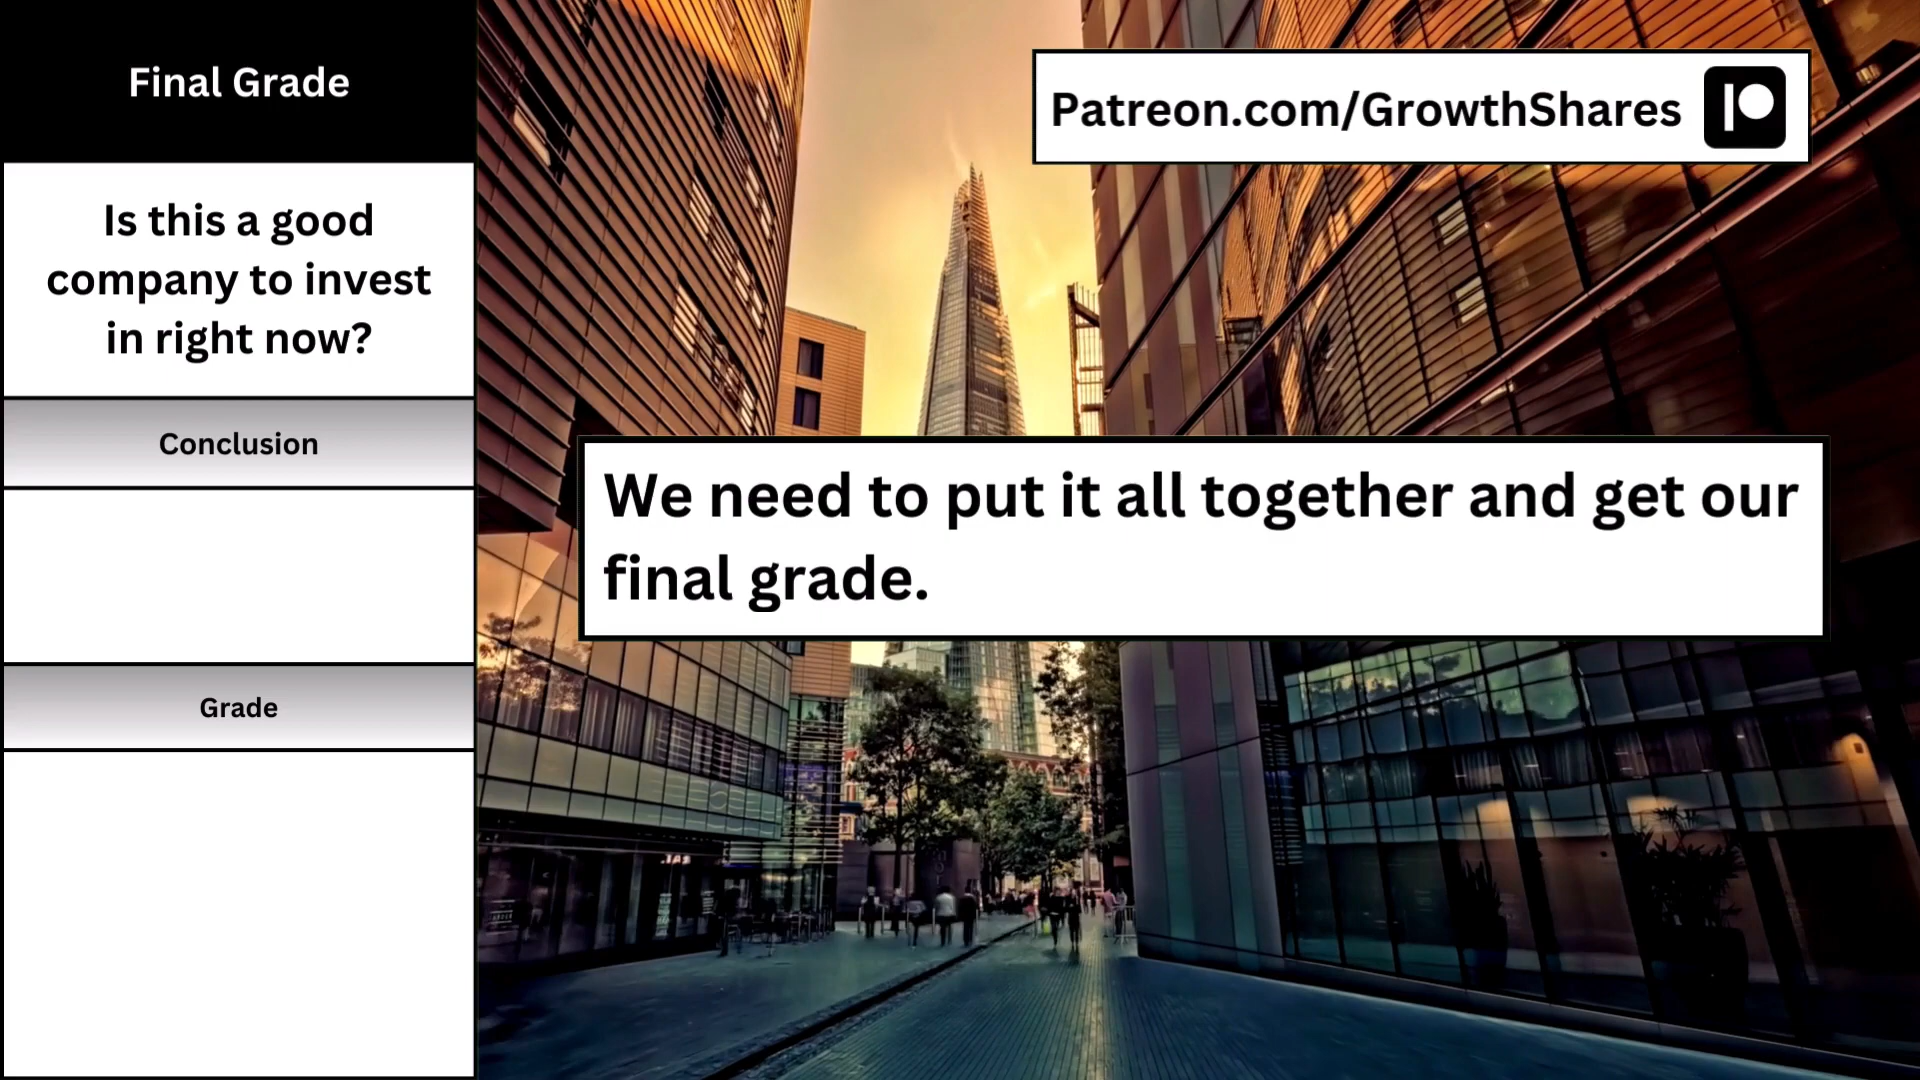 Final Grade
Is this a good
company to invest
in right now?
Conclusion
Grade
Patreon.com/GrowthShares
We need to put it all together and get our
final grade.